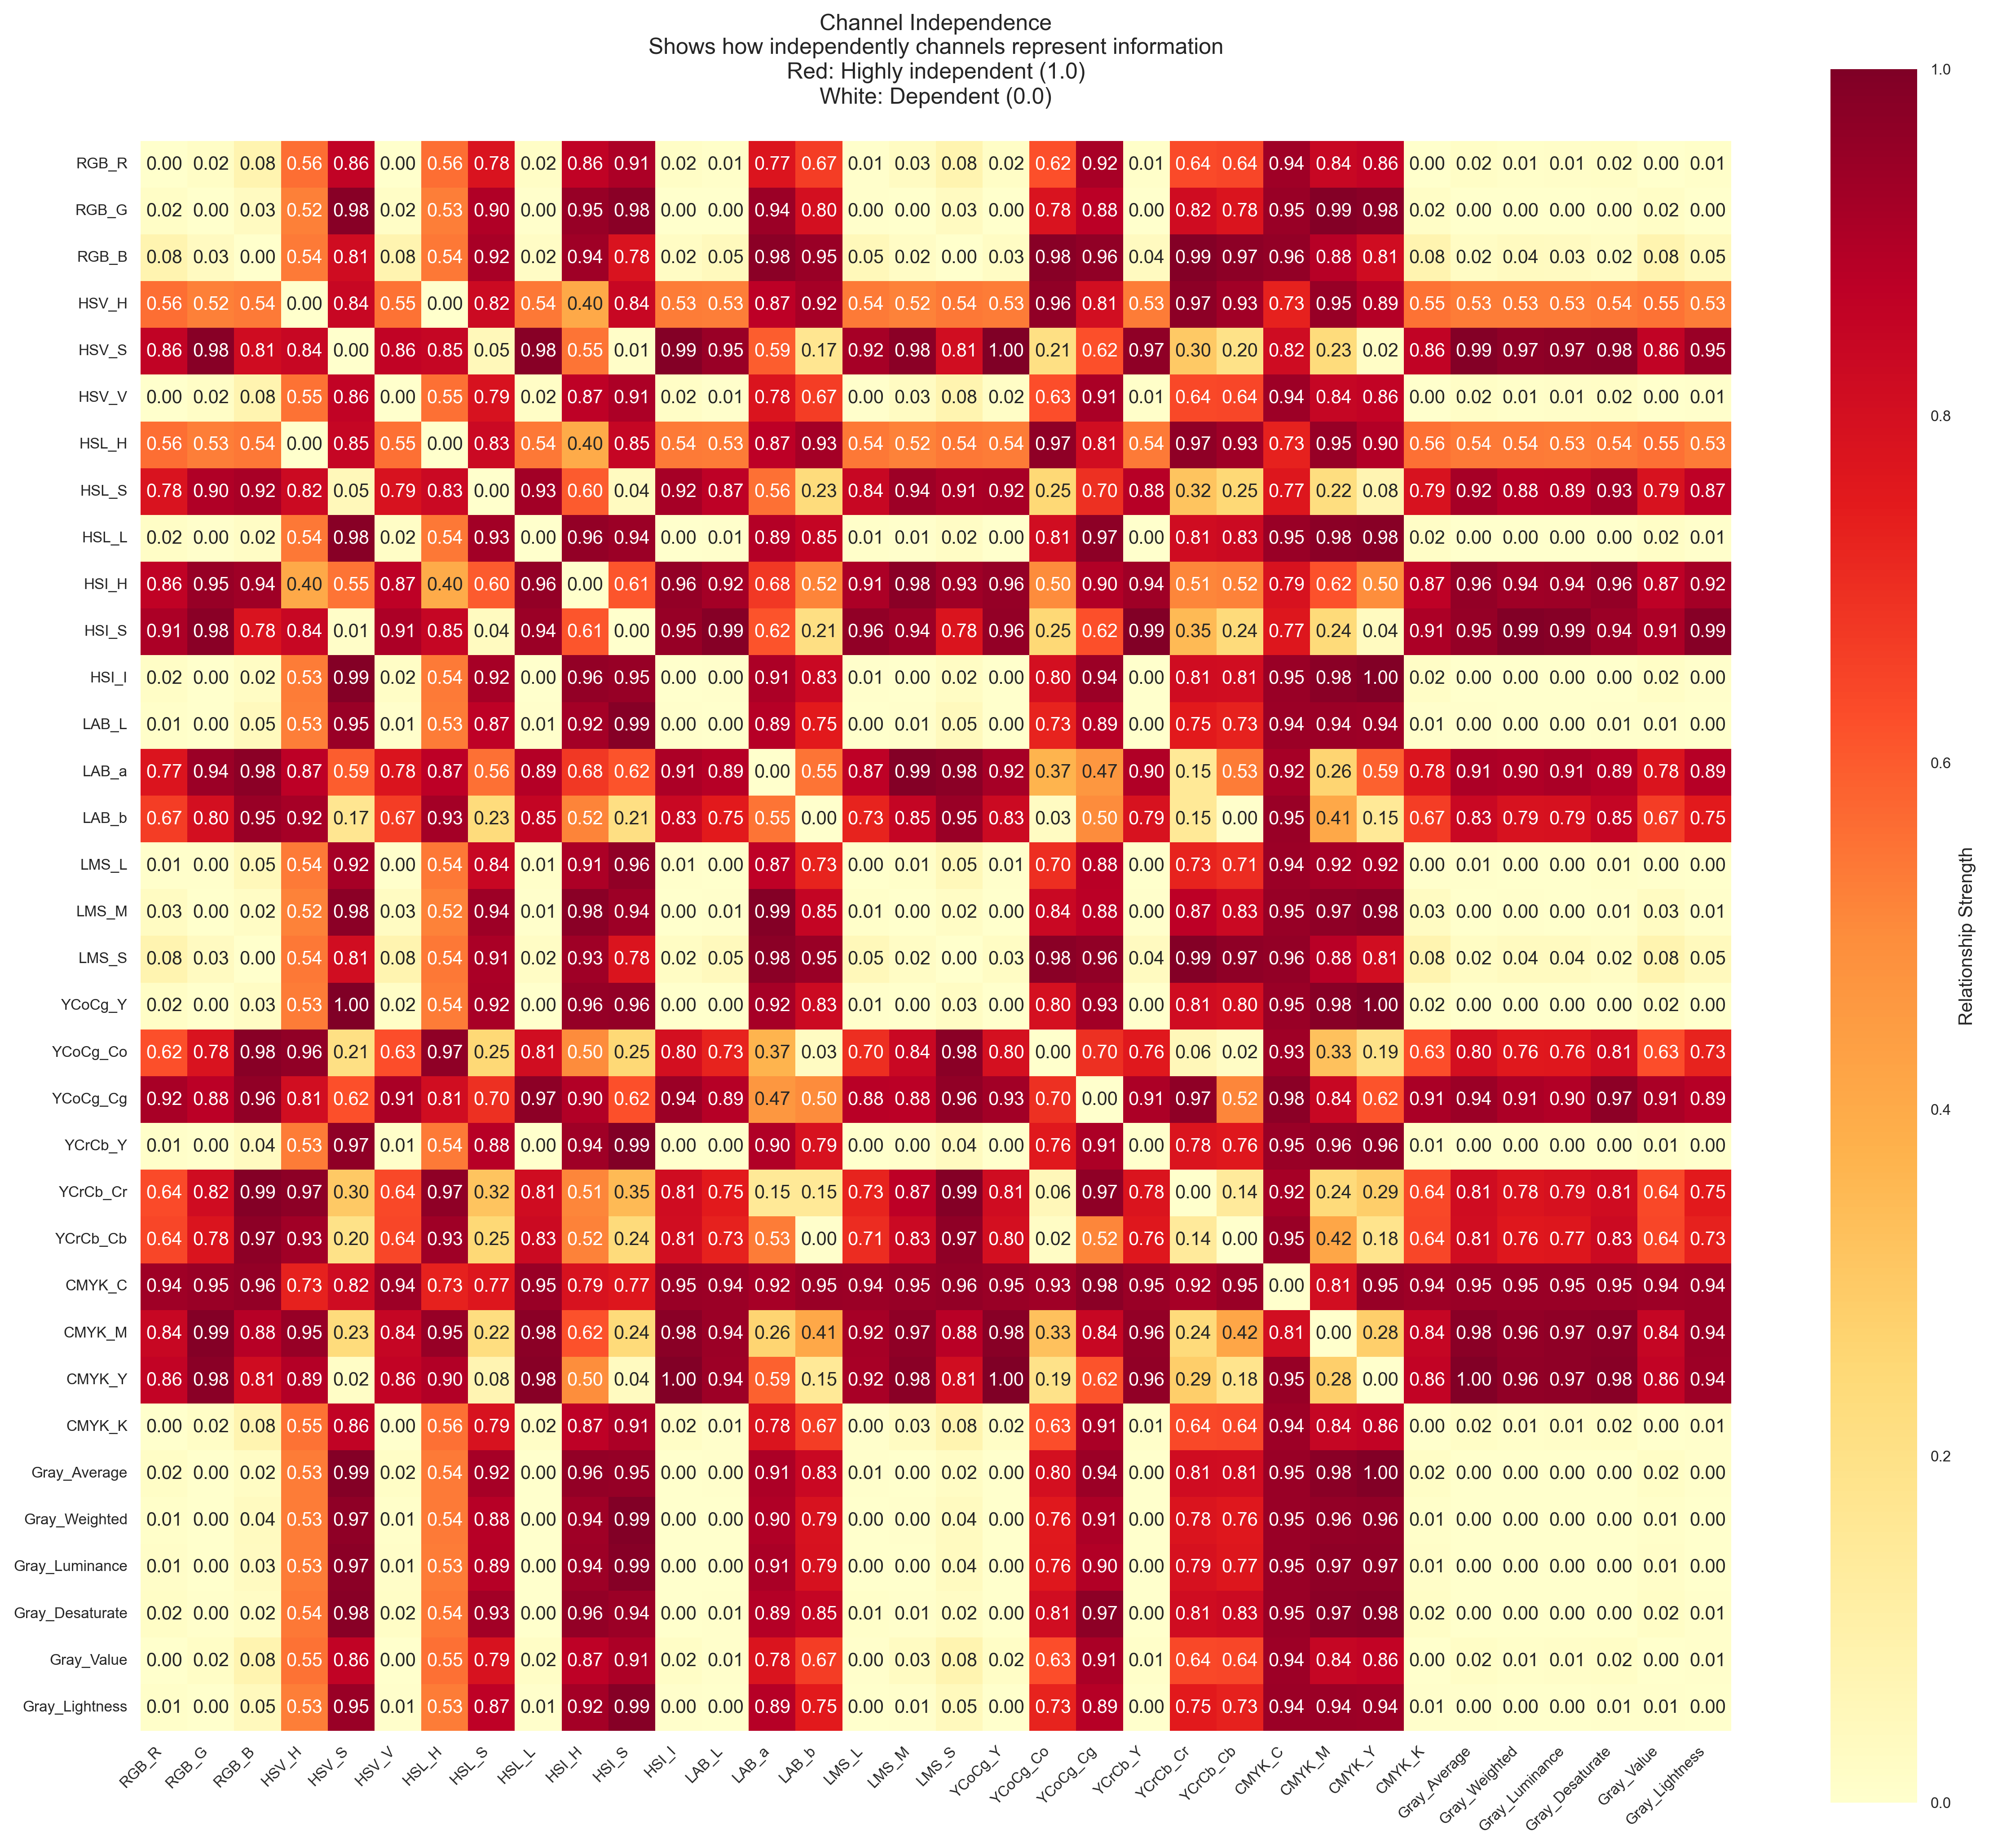 Channel Independence
Shows how independently channels represent information
Red: Highly independent (1.0)
White: Dependent (0.0)
RGB_R 0.00 0.02 0.08 0.56 0.86 0.00 0.56 0.78 0.02 0.86 0.91 0.02 0.01 0.77 0.67 0.01 0.03 0.08 0.02 0.62 0.92 0.01 0.64 0.64 0.94 0.84 0.86 0.00 0.02 0.01 0.01 0.02 0.00 0.01
RGB_G 0.02 0.00 0.03 0.52 0.98 0.02 0.53 0.90 0.00 0.95 0.98 0.00 0.00 0.94 0.80 0.00 0.00 0.03 0.00 0.78 0.88 0.00 0.82 0.78 0.95 0.99 0.98 0.02 0.00 0.00 0.00 0.00 0.02 0.00
RGB_B 0.08 0.03 0.00 0.54 0.81 0.08 0.54 0.92 0.02 0.94 0.78 0.02 0.05 0.98 0.95 0.05 0.02 0.00 0.03 0.98 0.96 0.04 0.99 0.97 0.96 0.88 0.81 0.08 0.02 0.04 0.03 0.02 0.08 0.05
HSV_H 0.56 0.52 0.54 0.00 0.84 0.55 0.00 0.82 0.54 0.40 0.84 0.53 0.53 0.87 0.92 0.54 0.52 0.54 0.53 0.96 0.81 0.53 0.97 0.93 0.73 0.95 0.89 0.55 0.53 0.53 0.53 0.54 0.55 0.53
HSV_S 0.86 0.98 0.81 0.84 0.00 0.86 0.85 0.05 0.98 0.55 0.01 0.99 0.95 0.59 0.17 0.92 0.98 0.81 1.00 0.21 0.62 0.97 0.30 0.20 0.82 0.23 0.02 0.86 0.99 0.97 0.97 0.98 0.86 0.95
HSV_V 0.00 0.02 0.08 0.55 0.86 0.00 0.55 0.79 0.02 0.87 0.91 0.02 0.01 0.78 0.67 0.00 0.03 0.08 0.02 0.63 0.91 0.01 0.64 0.64 0.94 0.84 0.86 0.00 0.02 0.01 0.01 0.02 0.00 0.01
HSL_H 0.56 0.53 0.54 0.00 0.85 0.55 0.00 0.83 0.54 0.40 0.85 0.54 0.53 0.87 0.93 0.54 0.52 0.54 0.54 0.97 0.81 0.54 0.97 0.93 0.73 0.95 0.90 0.56 0.54 0.54 0.53 0.54 0.55 0.53
HSL_S 0.78 0.90 0.92 0.82 0.05 0.79 0.83 0.00 0.93 0.60 0.04 0.92 0.87 0.56 0.23 0.84 0.94 0.91 0.92 0.25 0.70 0.88 0.32 0.25 0.77 0.22 0.08 0.79 0.92 0.88 0.89 0.93 0.79 0.87
HSL_L 0.02 0.00 0.02 0.54 0.98 0.02 0.54 0.93 0.00 0.96 0.94 0.00 0.01 0.89 0.85 0.01 0.01 0.02 0.00 0.81 0.97 0.00 0.81 0.83 0.95 0.98 0.98 0.02 0.00 0.00 0.00 0.00 0.02 0.01
HSI_H 0.86 0.95 0.94 0.40 0.55 0.87 0.40 0.60 0.96 0.00 0.61 0.96 0.92 0.68 0.52 0.91 0.98 0.93 0.96 0.50 0.90 0.94 0.51 0.52 0.79 0.62 0.50 0.87 0.96 0.94 0.94 0.96 0.87 0.92
HSI_S 0.91 0.98 0.78 0.84 0.01 0.91 0.85 0.04 0.94 0.61 0.00 0.95 0.99 0.62 0.21 0.96 0.94 0.78 0.96 0.25 0.62 0.99 0.35 0.24 0.77 0.24 0.04 0.91 0.95 0.99 0.99 0.94 0.91 0.99
HSI_I 0.02 0.00 0.02 0.53 0.99 0.02 0.54 0.92 0.00 0.96 0.95 0.00 0.00 0.91 0.83 0.01 0.00 0.02 0.00 0.80 0.94 0.00 0.81 0.81 0.95 0.98 1.00 0.02 0.00 0.00 0.00 0.00 0.02 0.00
LAB_L 0.01 0.00 0.05 0.53 0.95 0.01 0.53 0.87 0.01 0.92 0.99 0.00 0.00 0.89 0.75 0.00 0.01 0.05 0.00 0.73 0.89 0.00 0.75 0.73 0.94 0.94 0.94 0.01 0.00 0.00 0.00 0.01 0.01 0.00
LAB_a 0.77 0.94 0.98 0.87 0.59 0.78 0.87 0.56 0.89 0.68 0.62 0.91 0.89 0.00 0.55 0.87 0.99 0.98 0.92 0.37 0.47 0.90 0.15 0.53 0.92 0.26 0.59 0.78 0.91 0.90 0.91 0.89 0.78 0.89
LAB_b 0.67 0.80 0.95 0.92 0.17 0.67 0.93 0.23 0.85 0.52 0.21 0.83 0.75 0.55 0.00 0.73 0.85 0.95 0.83 0.03 0.50 0.79 0.15 0.00 0.95 0.41 0.15 0.67 0.83 0.79 0.79 0.85 0.67 0.75
LMS_L 0.01 0.00 0.05 0.54 0.92 0.00 0.54 0.84 0.01 0.91 0.96 0.01 0.00 0.87 0.73 0.00 0.01 0.05 0.01 0.70 0.88 0.00 0.73 0.71 0.94 0.92 0.92 0.00 0.01 0.00 0.00 0.01 0.00 0.00
LMS_M 0.03 0.00 0.02 0.52 0.98 0.03 0.52 0.94 0.01 0.98 0.94 0.00 0.01 0.99 0.85 0.01 0.00 0.02 0.00 0.84 0.88 0.00 0.87 0.83 0.95 0.97 0.98 0.03 0.00 0.00 0.00 0.01 0.03 0.01
LMS_S 0.08 0.03 0.00 0.54 0.81 0.08 0.54 0.91 0.02 0.93 0.78 0.02 0.05 0.98 0.95 0.05 0.02 0.00 0.03 0.98 0.96 0.04 0.99 0.97 0.96 0.88 0.81 0.08 0.02 0.04 0.04 0.02 0.08 0.05
YCoCg_Y 0.02 0.00 0.03 0.53 1.00 0.02 0.54 0.92 0.00 0.96 0.96 0.00 0.00 0.92 0.83 0.01 0.00 0.03 0.00 0.80 0.93 0.00 0.81 0.80 0.95 0.98 1.00 0.02 0.00 0.00 0.00 0.00 0.02 0.00
YCoCg_Co 0.62 0.78 0.98 0.96 0.21 0.63 0.97 0.25 0.81 0.50 0.25 0.80 0.73 0.37 0.03 0.70 0.84 0.98 0.80 0.00 0.70 0.76 0.06 0.02 0.93 0.33 0.19 0.63 0.80 0.76 0.76 0.81 0.63 0.73
YCoCg_Cg 0.92 0.88 0.96 0.81 0.62 0.91 0.81 0.70 0.97 0.90 0.62 0.94 0.89 0.47 0.50 0.88 0.88 0.96 0.93 0.70 0.00 0.91 0.97 0.52 0.98 0.84 0.62 0.91 0.94 0.91 0.90 0.97 0.91 0.89
YCrCb_Y 0.01 0.00 0.04 0.53 0.97 0.01 0.54 0.88 0.00 0.94 0.99 0.00 0.00 0.90 0.79 0.00 0.00 0.04 0.00 0.76 0.91 0.00 0.78 0.76 0.95 0.96 0.96 0.01 0.00 0.00 0.00 0.00 0.01 0.00
YCrCb_Cr 0.64 0.82 0.99 0.97 0.30 0.64 0.97 0.32 0.81 0.51 0.35 0.81 0.75 0.15 0.15 0.73 0.87 0.99 0.81 0.06 0.97 0.78 0.00 0.14 0.92 0.24 0.29 0.64 0.81 0.78 0.79 0.81 0.64 0.75
YCrCb_Cb 0.64 0.78 0.97 0.93 0.20 0.64 0.93 0.25 0.83 0.52 0.24 0.81 0.73 0.53 0.00 0.71 0.83 0.97 0.80 0.02 0.52 0.76 0.14 0.00 0.95 0.42 0.18 0.64 0.81 0.76 0.77 0.83 0.64 0.73
CMYK_C 0.94 0.95 0.96 0.73 0.82 0.94 0.73 0.77 0.95 0.79 0.77 0.95 0.94 0.92 0.95 0.94 0.95 0.96 0.95 0.93 0.98 0.95 0.92 0.95 0.00 0.81 0.95 0.94 0.95 0.95 0.95 0.95 0.94 0.94
CMYK_M 0.84 0.99 0.88 0.95 0.23 0.84 0.95 0.22 0.98 0.62 0.24 0.98 0.94 0.26 0.41 0.92 0.97 0.88 0.98 0.33 0.84 0.96 0.24 0.42 0.81 0.00 0.28 0.84 0.98 0.96 0.97 0.97 0.84 0.94
CMYK_Y 0.86 0.98 0.81 0.89 0.02 0.86 0.90 0.08 0.98 0.50 0.04 1.00 0.94 0.59 0.15 0.92 0.98 0.81 1.00 0.19 0.62 0.96 0.29 0.18 0.95 0.28 0.00 0.86 1.00 0.96 0.97 0.98 0.86 0.94
CMYK_K 0.00 0.02 0.08 0.55 0.86 0.00 0.56 0.79 0.02 0.87 0.91 0.02 0.01 0.78 0.67 0.00 0.03 0.08 0.02 0.63 0.91 0.01 0.64 0.64 0.94 0.84 0.86 0.00 0.02 0.01 0.01 0.02 0.00 0.01
Gray_Average 0.02 0.00 0.02 0.53 0.99 0.02 0.54 0.92 0.00 0.96 0.95 0.00 0.00 0.91 0.83 0.01 0.00 0.02 0.00 0.80 0.94 0.00 0.81 0.81 0.95 0.98 1.00 0.02 0.00 0.00 0.00 0.00 0.02 0.00
Gray_Weighted 0.01 0.00 0.04 0.53 0.97 0.01 0.54 0.88 0.00 0.94 0.99 0.00 0.00 0.90 0.79 0.00 0.00 0.04 0.00 0.76 0.91 0.00 0.78 0.76 0.95 0.96 0.96 0.01 0.00 0.00 0.00 0.00 0.01 0.00
Gray_Luminance 0.01 0.00 0.03 0.53 0.97 0.01 0.53 0.89 0.00 0.94 0.99 0.00 0.00 0.91 0.79 0.00 0.00 0.04 0.00 0.76 0.90 0.00 0.79 0.77 0.95 0.97 0.97 0.01 0.00 0.00 0.00 0.00 0.01 0.00
Gray_Desaturate 0.02 0.00 0.02 0.54 0.98 0.02 0.54 0.93 0.00 0.96 0.94 0.00 0.01 0.89 0.85 0.01 0.01 0.02 0.00 0.81 0.97 0.00 0.81 0.83 0.95 0.97 0.98 0.02 0.00 0.00 0.00 0.00 0.02 0.01
Gray_Value 0.00 0.02 0.08 0.55 0.86 0.00 0.55 0.79 0.02 0.87 0.91 0.02 0.01 0.78 0.67 0.00 0.03 0.08 0.02 0.63 0.91 0.01 0.64 0.64 0.94 0.84 0.86 0.00 0.02 0.01 0.01 0.02 0.00 0.01
Gray_Lightness 0.01 0.00 0.05 0.53 0.95 0.01 0.53 0.87 0.01 0.92 0.99 0.00 0.00 0.89 0.75 0.00 0.01 0.05 0.00 0.73 0.89 0.00 0.75 0.73 0.94 0.94 0.94 0.01 0.00 0.00 0.00 0.01 0.01 0.00
RGB_R RGB_G RGB_B HSV_H HSV_S HSV_V HSL_H HSL_S HSL_L HSI_H HSI_S HSI_I LAB_L LAB_a LAB_b LMS_L LMS_M LMS_S YCoCg_Y YCoCg_Co YCoCg_Cg YCrCb_Y YCrCb_Cr YCrCb_Cb CMYK_C CMYK_M CMYK_Y CMYK_K Gray_Average Gray_Weighted Gray_Luminance Gray_Desaturate Gray_Value Gray_Lightness
1.0
0.8
0.6
0.4
0.2
0.0
Relationship Strength